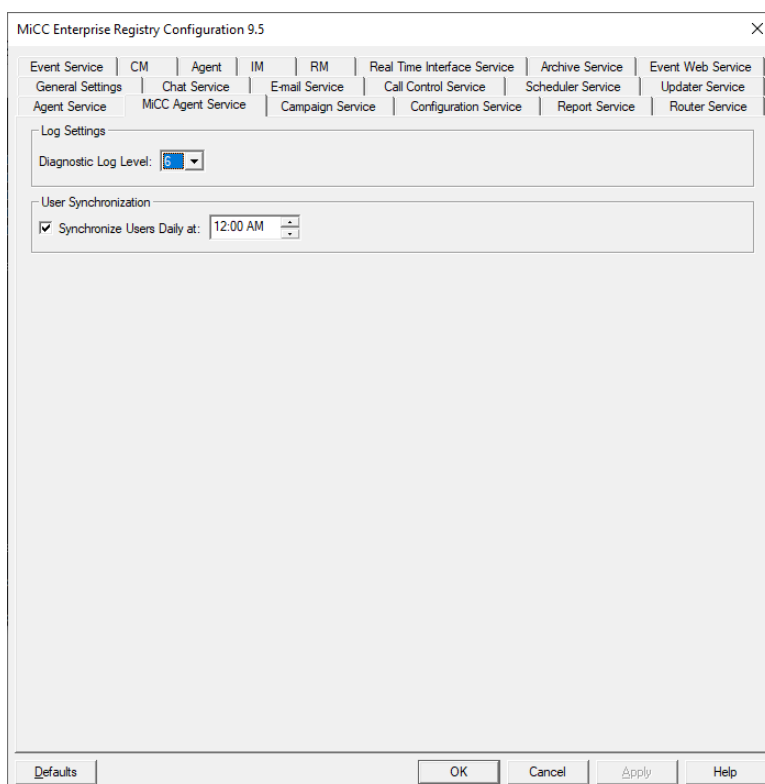 MiCC Enterprise Registry Configuration 9.5
Event Service CM Agent IM RM Real Time Interface Service Archive Service Event Web Service
General Settings Chat Service E-mail Service Call Control Service Scheduler Service Updater Service
Agent Service MiCC Agent Service Campaign Service Configuration Service Report Service Router Service
Log Settings
Diagnostic Log Level: 6
User Synchronization
Synchronize Users Daily at: 12:00 AM
Defaults OK Cancel Apply Help